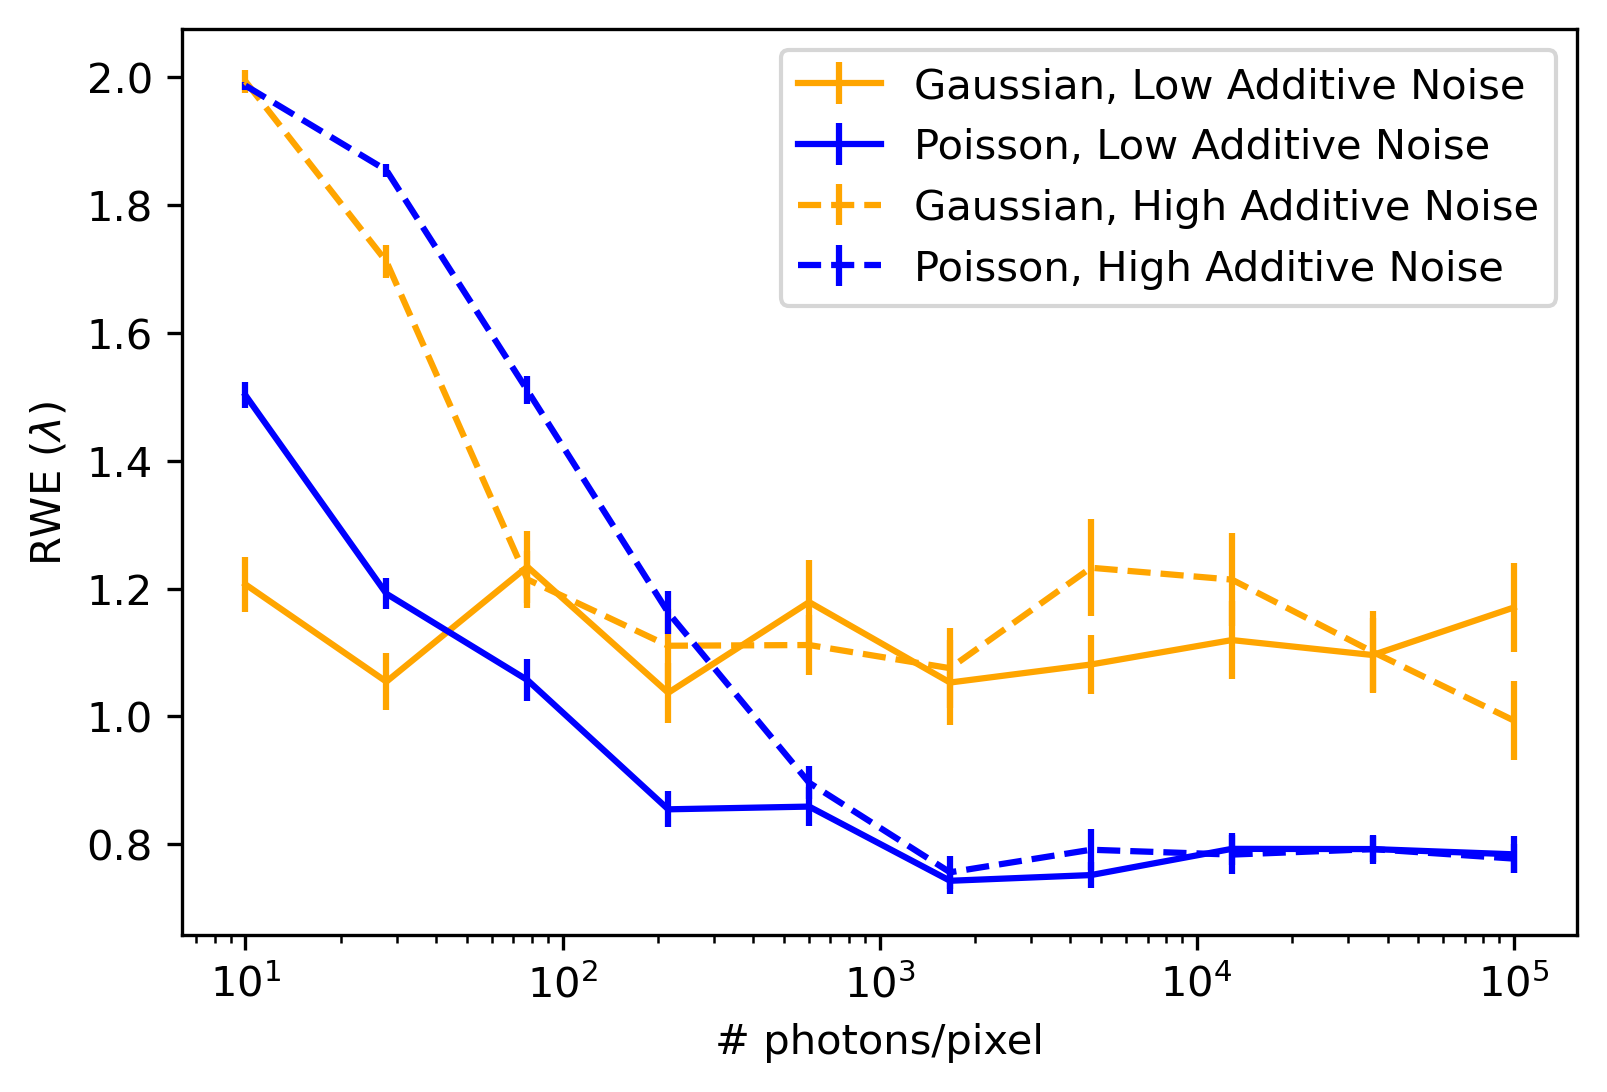 2.0
1.8
1.6
1.4
1.2
1.0
0.8
RWE (λ)
Gaussian, Low Additive Noise
Poisson, Low Additive Noise
Gaussian, High Additive Noise
Poisson, High Additive Noise
10¹ 10² 10³ 10⁴ 10⁵
# photons/pixel